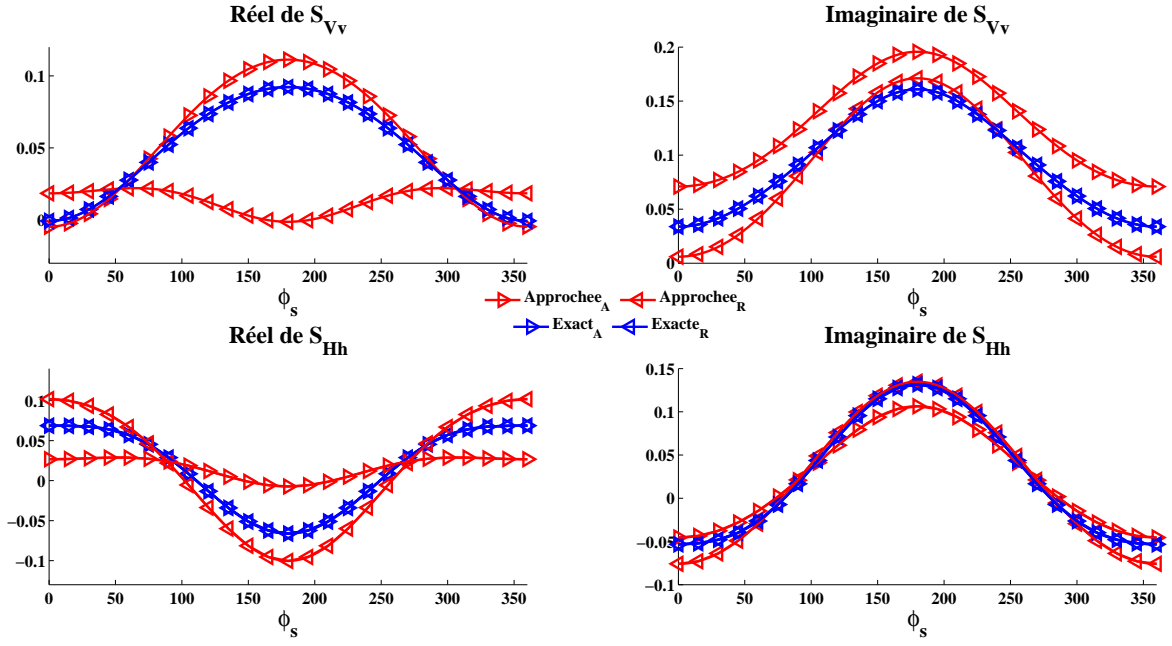 Réel de S_Vv
0.1
0.05
0
0 50 100 150 200 250 300 350
ϕ_s
Imaginaire de S_Vv
0.2
0.15
0.1
0.05
0
0 50 100 150 200 250 300 350
ϕ_s
Approchee_A Approchee_R
Exact_A Exacte_R
Réel de S_Hh
0.1
0.05
0
−0.05
−0.1
0 50 100 150 200 250 300 350
ϕ_s
Imaginaire de S_Hh
0.15
0.1
0.05
0
−0.05
−0.1
0 50 100 150 200 250 300 350
ϕ_s